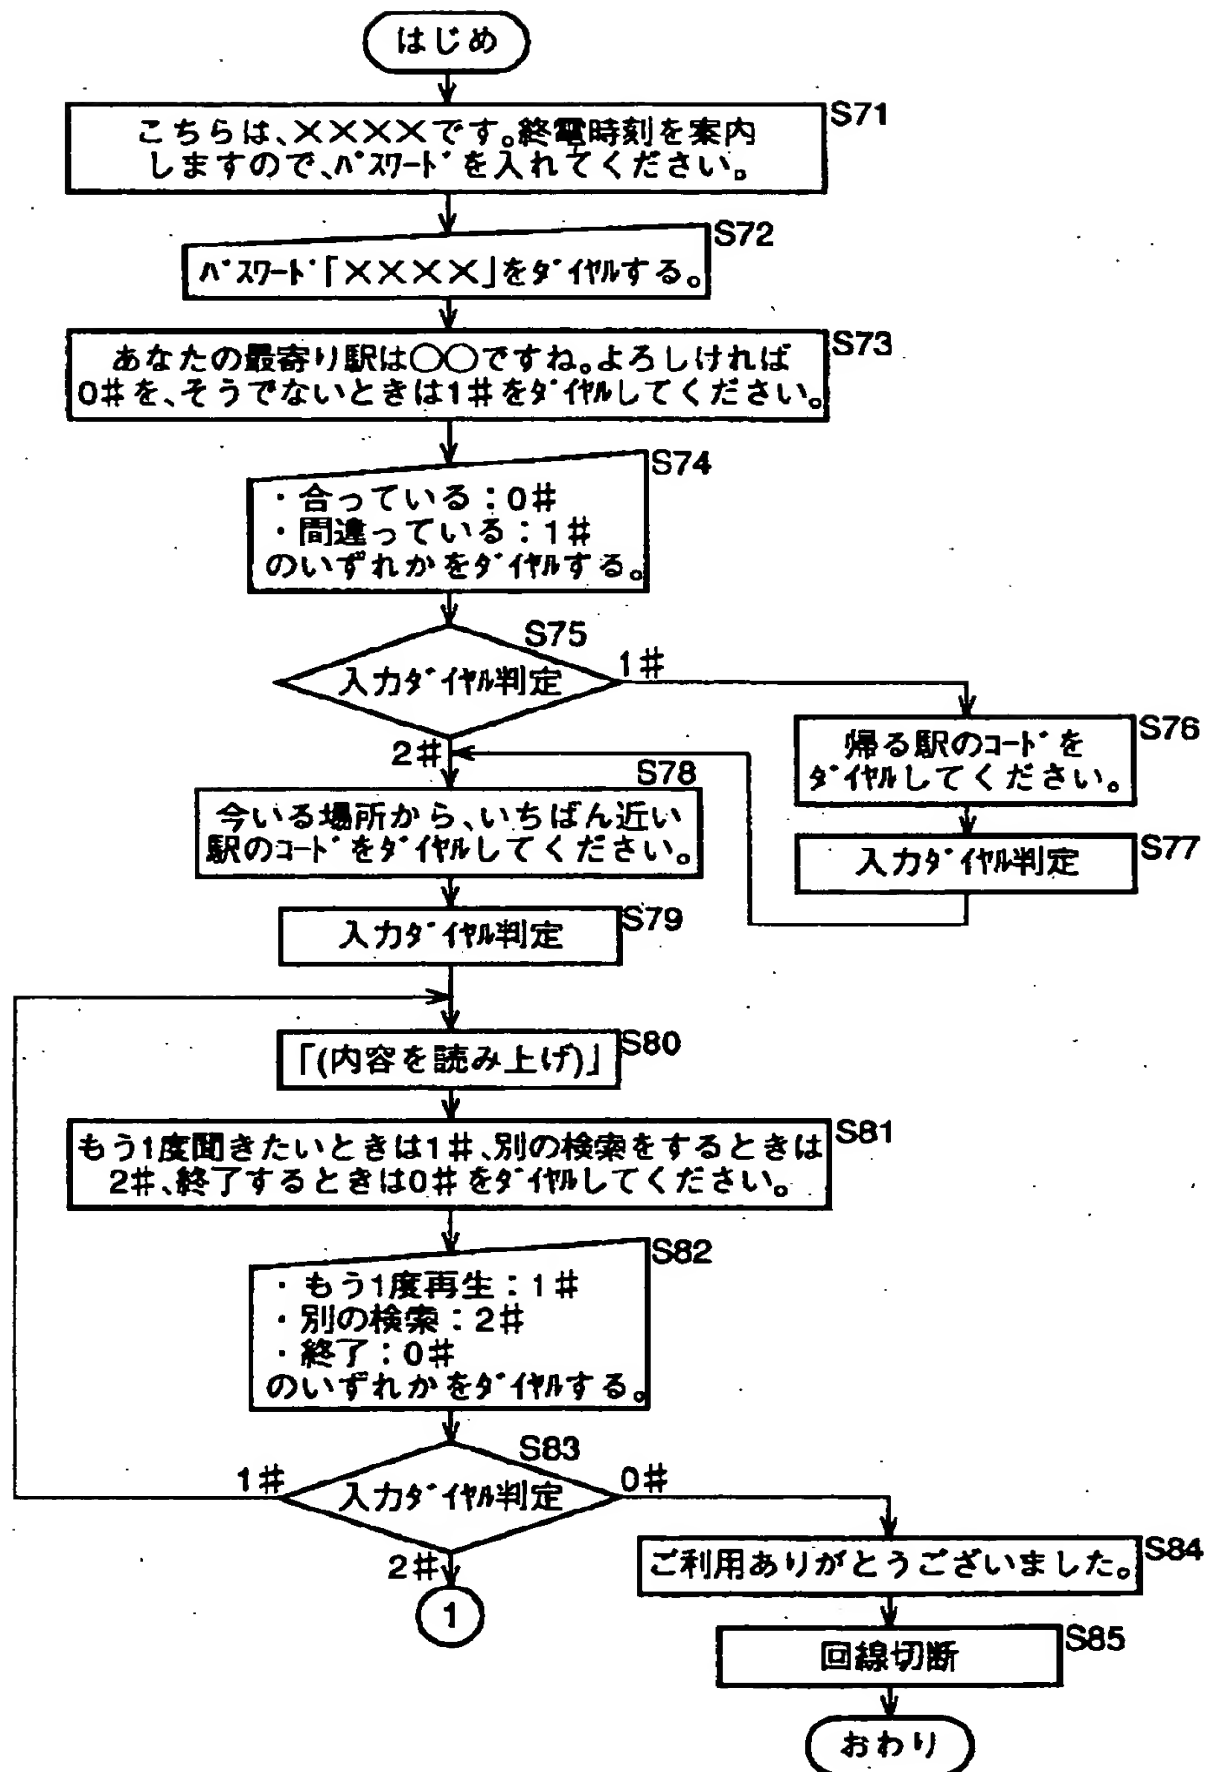 はじめ
S71
こちらは、××××です。終電時刻を案内
しますので、ﾊﾟｽﾜｰﾄﾞを入れてください。
S72
ﾊﾟｽﾜｰﾄﾞ「××××」をﾀﾞｲﾔﾙする。
S73
あなたの最寄り駅は○○ですね。よろしければ
0#を、そうでないときは1#をﾀﾞｲﾔﾙしてください。
S74
・合っている：0#
・間違っている：1#
のいずれかをﾀﾞｲﾔﾙする。
S75
入力ﾀﾞｲﾔﾙ判定
1#
2#
S76
帰る駅のｺｰﾄﾞを
ﾀﾞｲﾔﾙしてください。
S77
入力ﾀﾞｲﾔﾙ判定
S78
今いる場所から、いちばん近い
駅のｺｰﾄﾞをﾀﾞｲﾔﾙしてください。
S79
入力ﾀﾞｲﾔﾙ判定
S80
「(内容を読み上げ)」
S81
もう1度聞きたいときは1#、別の検索をするときは
2#、終了するときは0#をﾀﾞｲﾔﾙしてください。
S82
・もう1度再生：1#
・別の検索：2#
・終了：0#
のいずれかをﾀﾞｲﾔﾙする。
S83
1#
入力ﾀﾞｲﾔﾙ判定
0#
2#
1
S84
ご利用ありがとうございました。
S85
回線切断
おわり